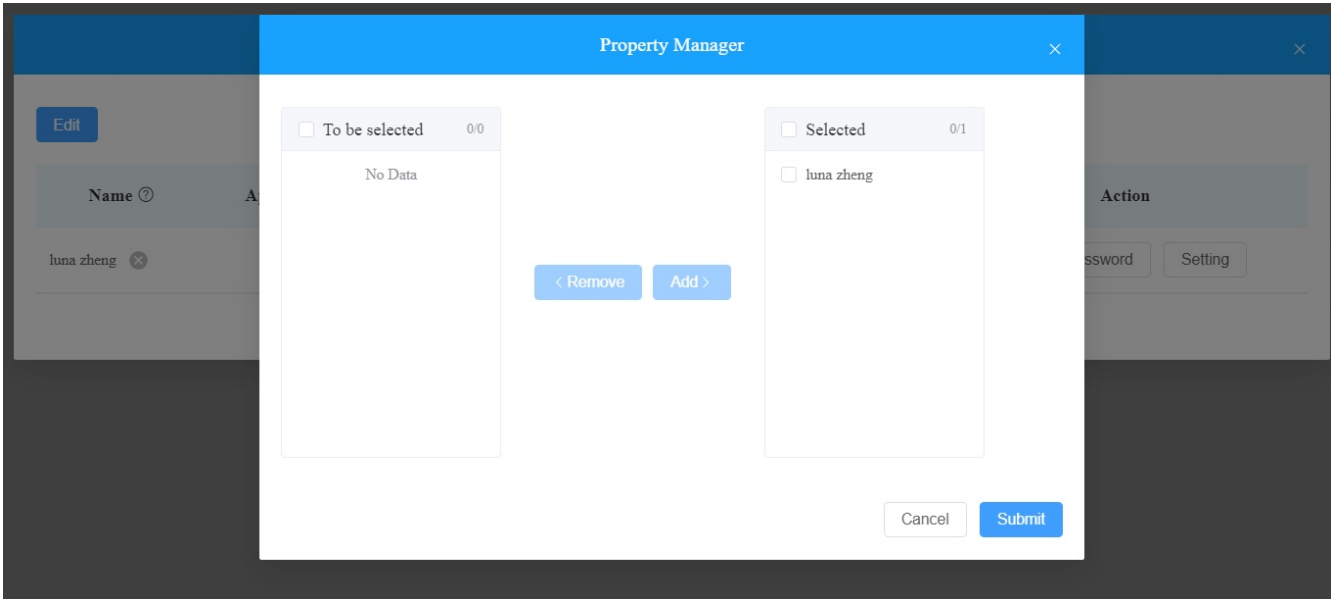 Property Manager
Edit
To be selected 0/0
Selected 0/1
No Data
luna zheng
Name
Action
luna zheng
Setting
Remove
Add
Cancel
Submit